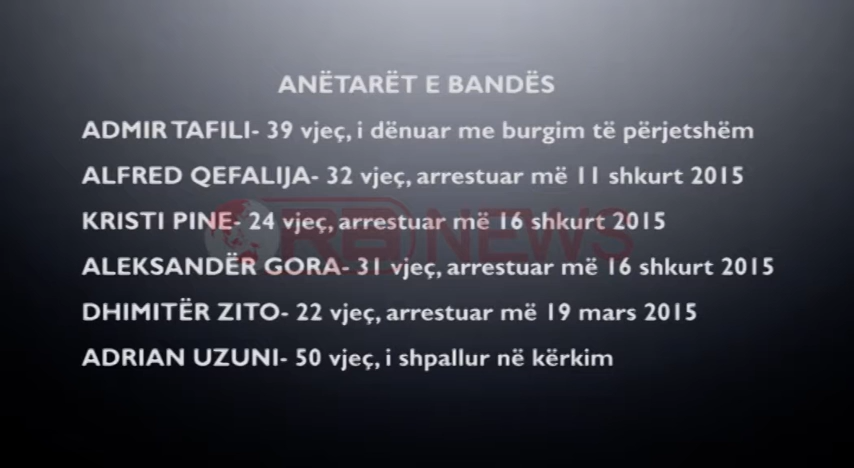 ANËTARËT E BANDËS
ADMIR TAFILI- 39 vjeç, i dënuar me burgim të përjetshëm
ALFRED QEFALIJA- 32 vjeç, arrestuar më 11 shkurt 2015
KRISTI PINE- 24 vjeç, arrestuar më 16 shkurt 2015
ORA NEWS
ALEKSANDËR GORA- 31 vjeç, arrestuar më 16 shkurt 2015
DHIMITËR ZITO- 22 vjeç, arrestuar më 19 mars 2015
ADRIAN UZUNI- 50 vjeç, i shpallur në kërkim